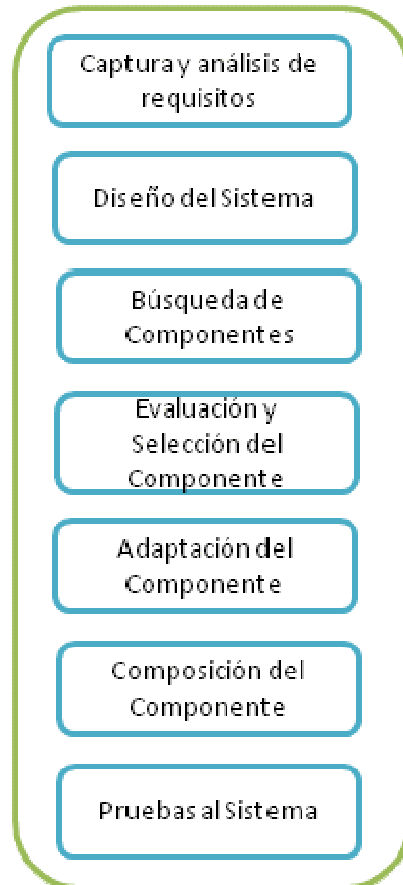 Captura y análisis de
requisitos
Diseño del Sistema
Búsqueda de
Componentes
Evaluación y
Selección del
Componente
Adaptación del
Componente
Composición del
Componente
Pruebas al Sistema